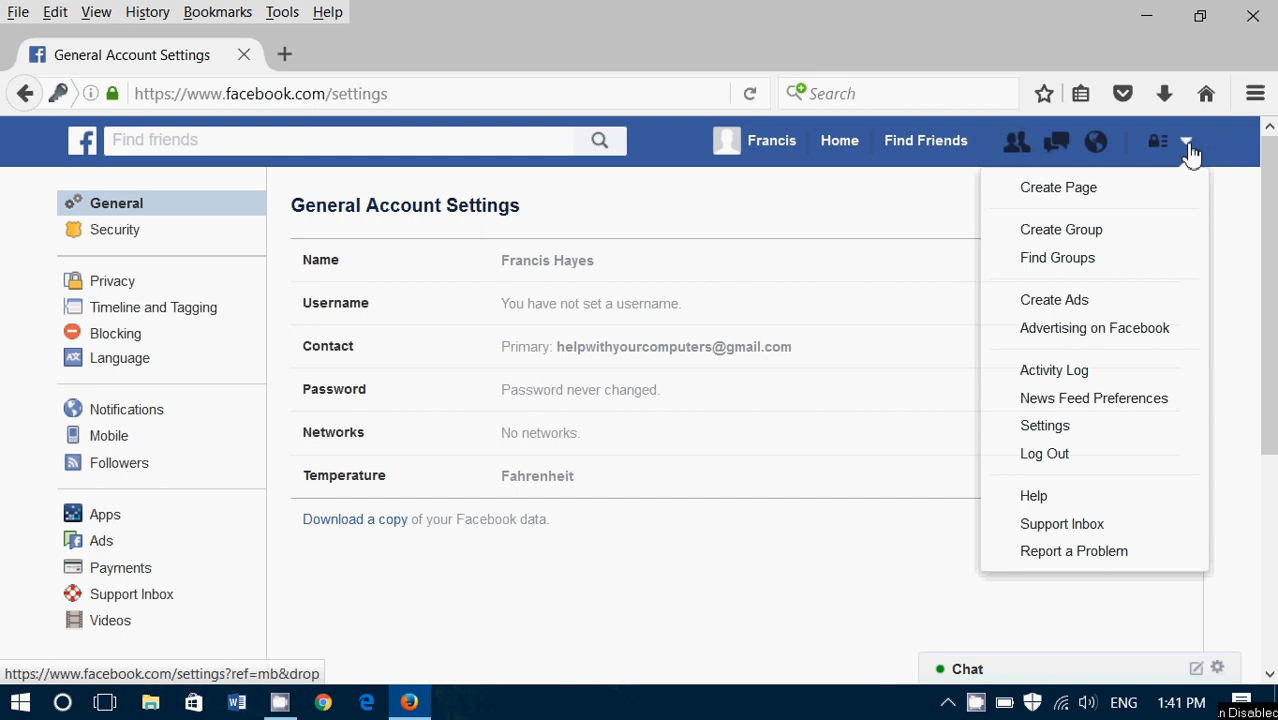 File Edit View History Bookmarks Tools Help
General Account Settings
https://www.facebook.com/settings
Search
Find friends
Francis Home Find Friends
General
Security
Privacy
Timeline and Tagging
Blocking
Language
Notifications
Mobile
Followers
Apps
Ads
Payments
Support Inbox
Videos
General Account Settings
Name Francis Hayes
Username You have not set a username.
Contact Primary: helpwithyourcomputers@gmail.com
Password Password never changed.
Networks No networks.
Temperature Fahrenheit
Download a copy of your Facebook data.
Create Page
Create Group
Find Groups
Create Ads
Advertising on Facebook
Activity Log
News Feed Preferences
Settings
Log Out
Help
Support Inbox
Report a Problem
https://www.facebook.com/settings?ref=mb&drop
Chat
ENG 1:41 PM
n Disabled